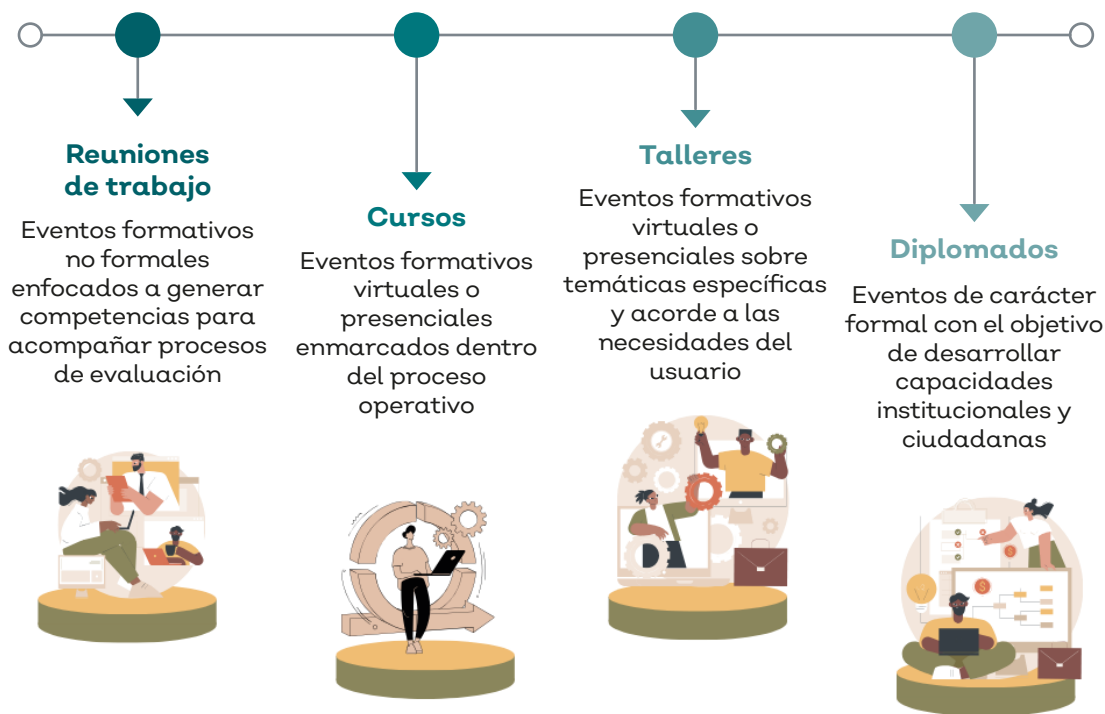 Reuniones
de trabajo
Eventos formativos
no formales
enfocados a generar
competencias para
acompañar procesos
de evaluación
Cursos
Eventos formativos
virtuales o
presenciales
enmarcados dentro
del proceso
operativo
Talleres
Eventos formativos
virtuales o
presenciales sobre
temáticas específicas
y acorde a las
necesidades del
usuario
Diplomados
Eventos de carácter
formal con el objetivo
de desarrollar
capacidades
institucionales y
ciudadanas